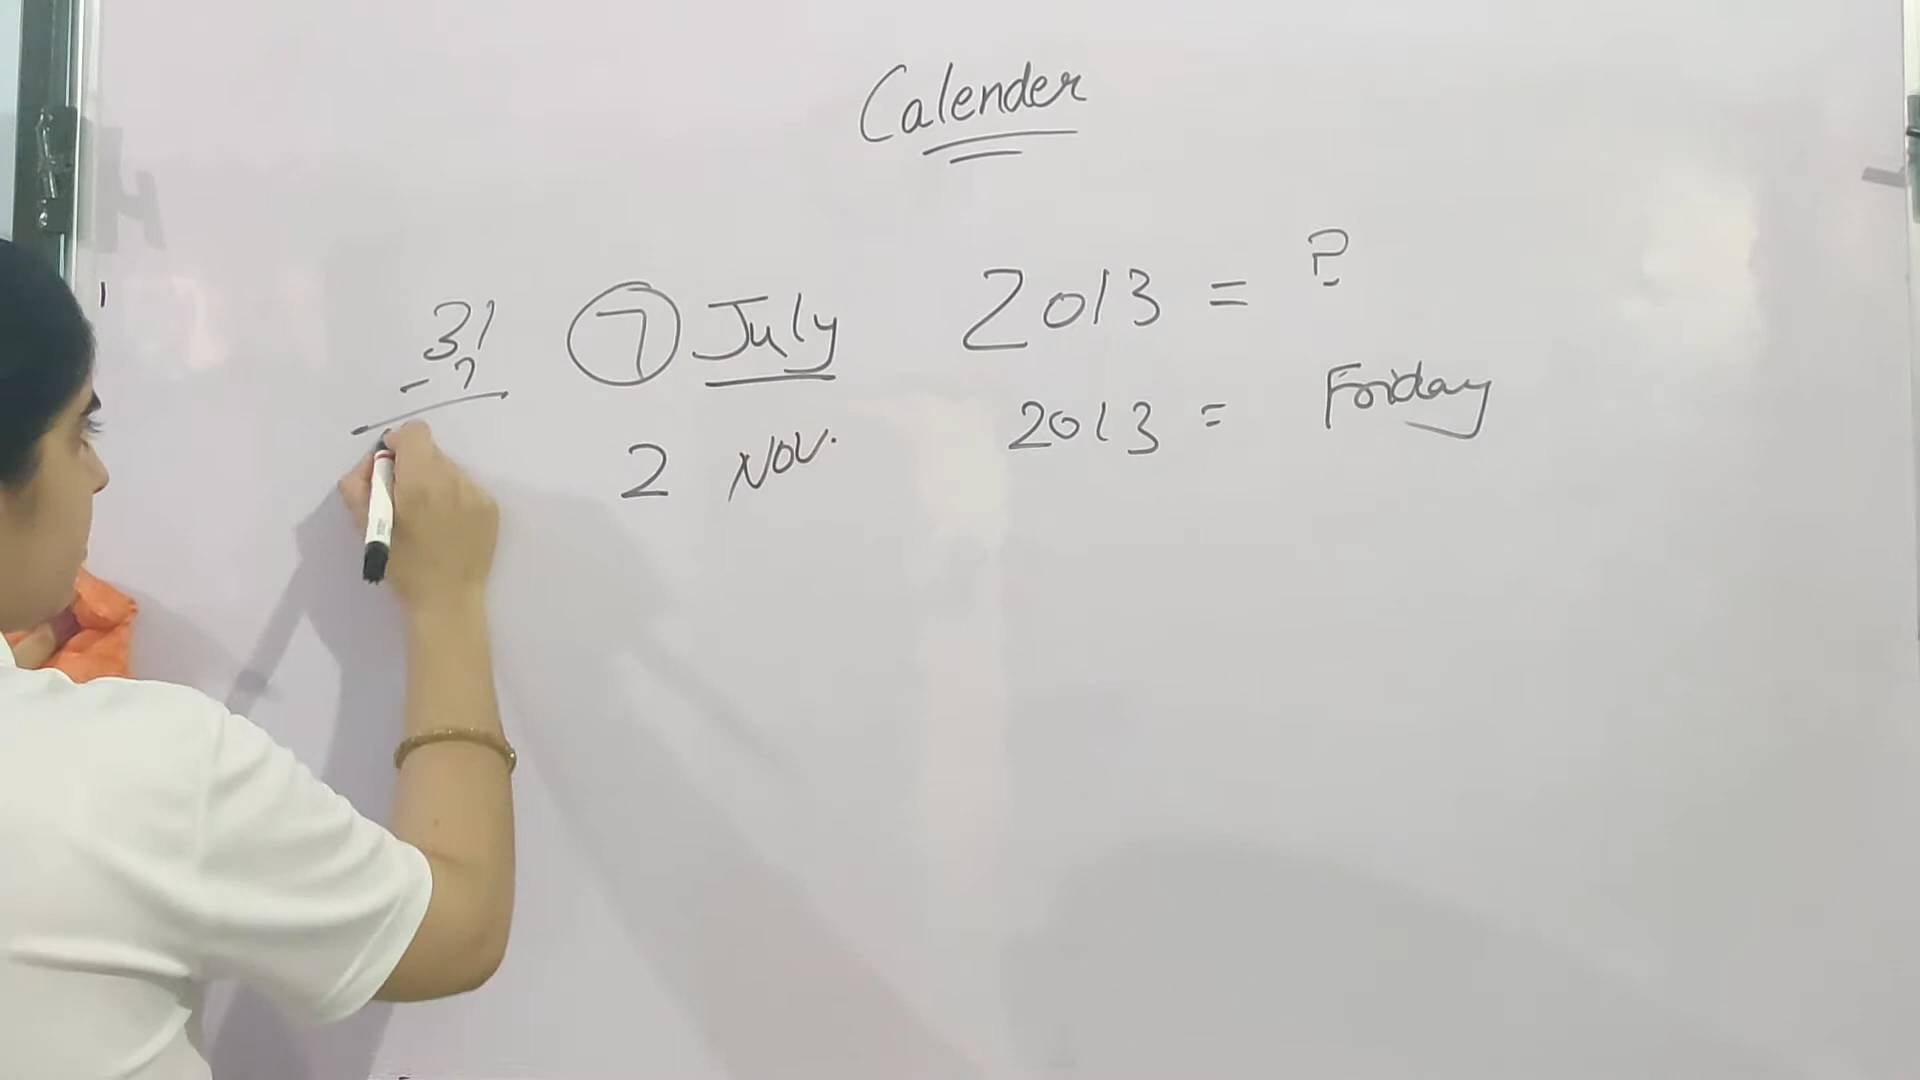 Calender
31
- 7
7 July 2013 = ?
2 NOV. 2013 = Friday